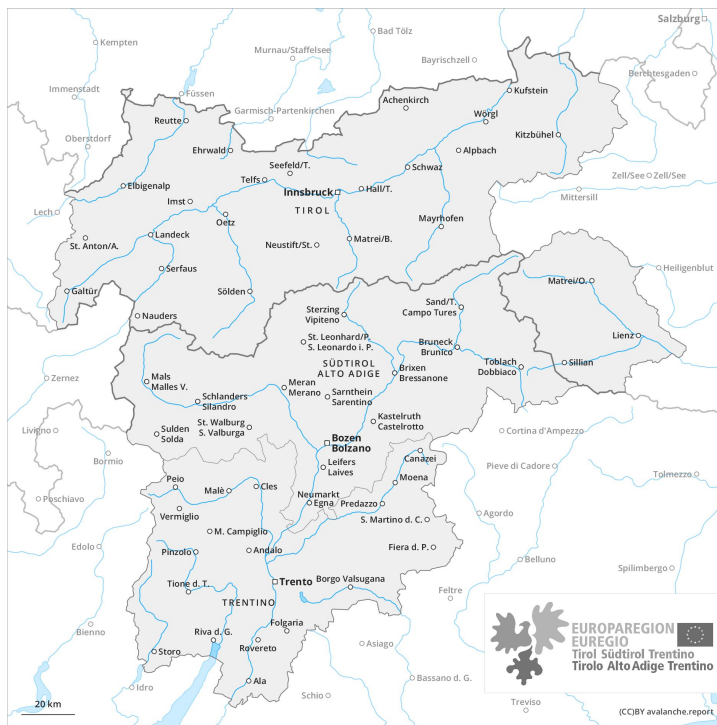 Salzburg
Kempten
Bad Tölz
Murnau/Staffelsee
Bayrischzell
Berchtesgaden
Immenstadt
Füssen
Kufstein
Garmisch-Partenkirchen
Achenkirch
Reutte
Wörgl
Oberstdorf
Kitzbühel
Ehrwald
Alpbach
Seefeld/T.
Schwaz
Zell/See
Zell/See
Telfs
Elbigenalp
Innsbruck
Hall/T.
Mittersill
Imst
TIROL
Lech
Oetz
Mayrhofen
Landeck
Matrei/B.
St. Anton/A.
Neustift/St.
Serfaus
Heiligenblut
Matrei/O.
Galtür
Sölden
Sand/T.
Campo Tures
Sterzing
Vipiteno
Nauders
Lienz
St. Leonhard/P.
S. Leonardo i. P.
Bruneck
Brunico
Toblach
Dobbiaco
Sillian
SÜDTIROL
ALTO ADIGE
Brixen
Bressanone
Zernez
Mals
Malles V.
Meran
Merano
Sarnthein
Sarentino
Schlanders
Silandro
Kastelruth
Castelrotto
St. Walburg
S. Valburga
Livigno
Sulden
Solda
Cortina d'Ampezzo
Bozen
Bolzano
Bormio
Canazei
Leifers
Laives
Pieve di Cadore
Tolmezzo
Moena
Peio
Malè
Cles
Neumarkt
Egna
Predazzo
Poschiavo
Vermiglio
S. Martino d. C.
Agordo
M. Campiglio
Edolo
Pinzolo
Andalo
Fiera d. P.
Belluno
Spilimbergo
Tione d. T.
Trento
Borgo Valsugana
Feltre
TRENTINO
Folgaria
Bienno
Riva d. G.
Rovereto
Asiago
Storo
Ala
Idro
Schio
Bassano d. G.
Treviso
EUROPAREGION
EUREGIO
Tirol Südtirol Trentino
Tirolo Alto Adige Trentino
20 km
(CC)BY avalanche.report